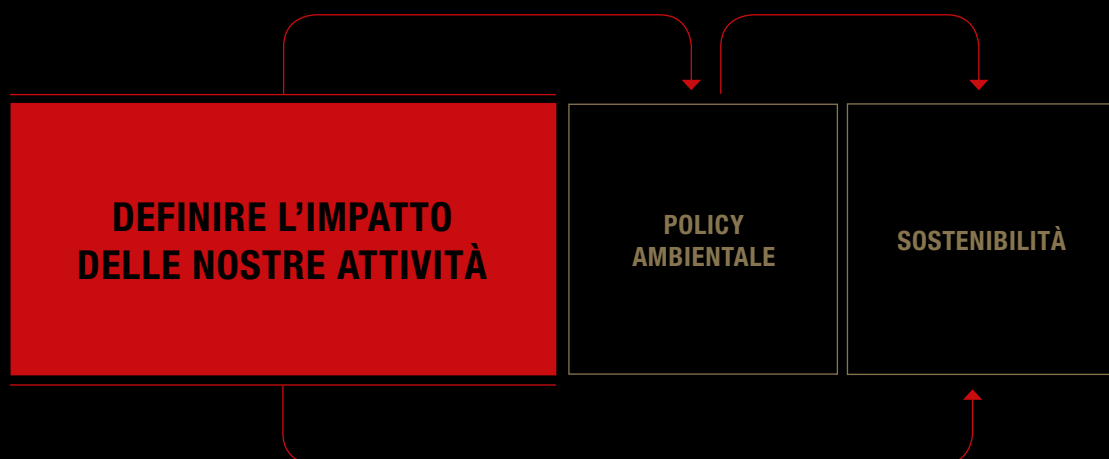 DEFINIRE L’IMPATTO
DELLE NOSTRE ATTIVITÀ
POLICY
AMBIENTALE
SOSTENIBILITÀ